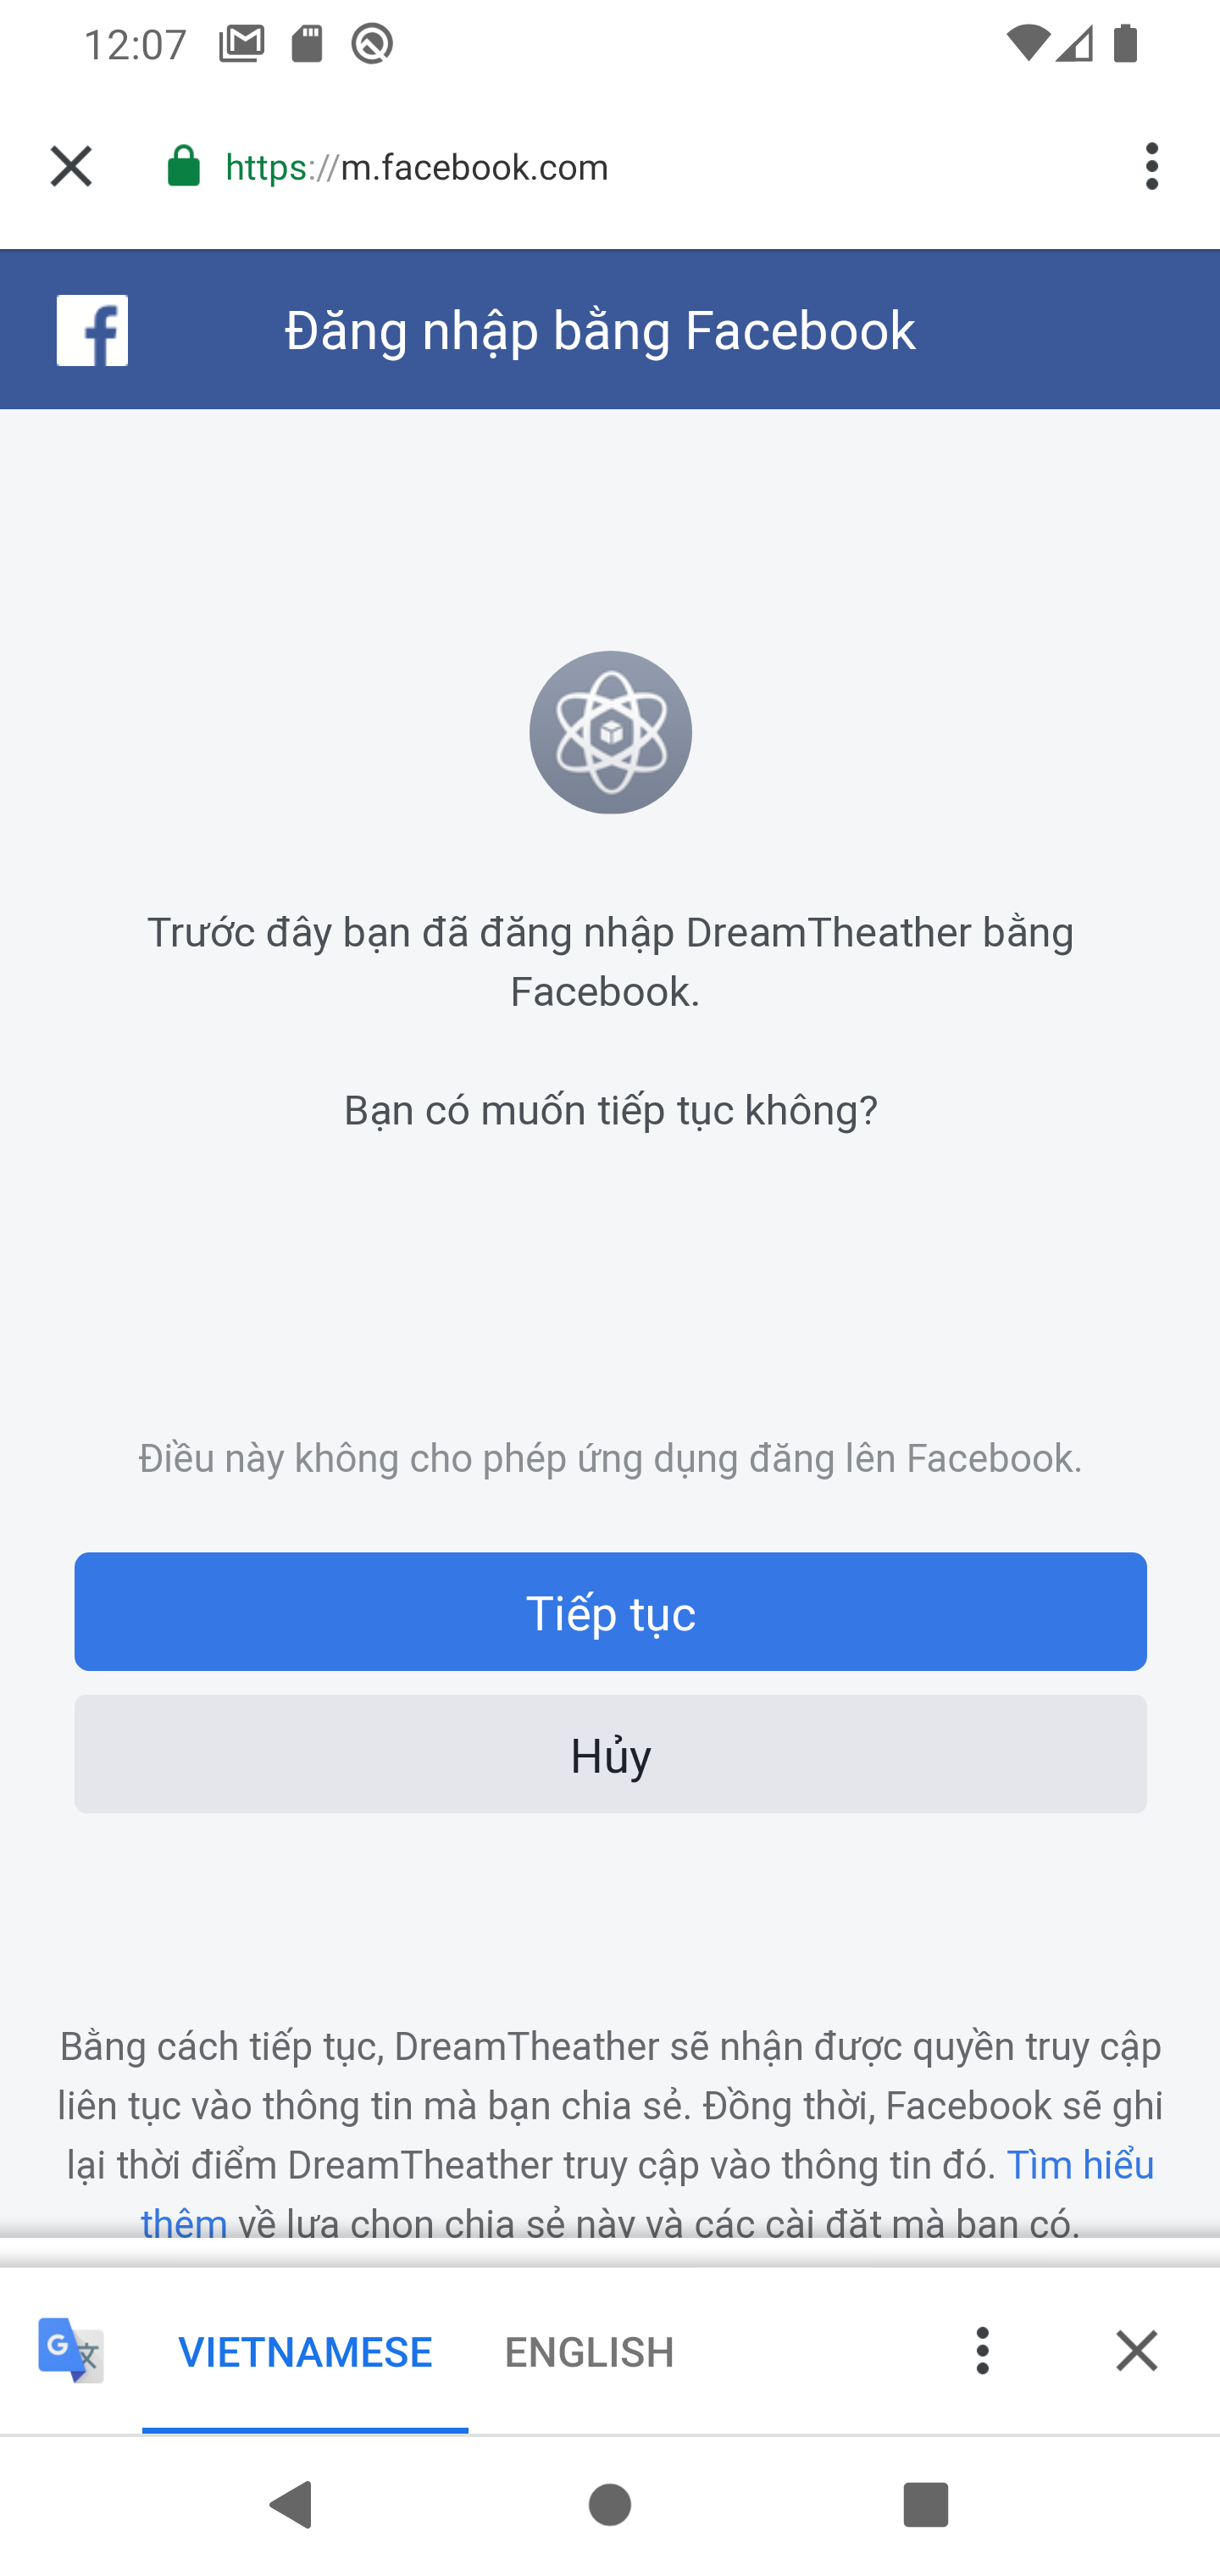 12:07
https://m.facebook.com
Đăng nhập bằng Facebook
Trước đây bạn đã đăng nhập DreamTheather bằng
Facebook.
Bạn có muốn tiếp tục không?
Điều này không cho phép ứng dụng đăng lên Facebook.
Tiếp tục
Hủy
Bằng cách tiếp tục, DreamTheather sẽ nhận được quyền truy cập
liên tục vào thông tin mà bạn chia sẻ. Đồng thời, Facebook sẽ ghi
lại thời điểm DreamTheather truy cập vào thông tin đó. Tìm hiểu
thêm về lựa chọn chia sẻ này và các cài đặt mà bạn có.
VIETNAMESE ENGLISH